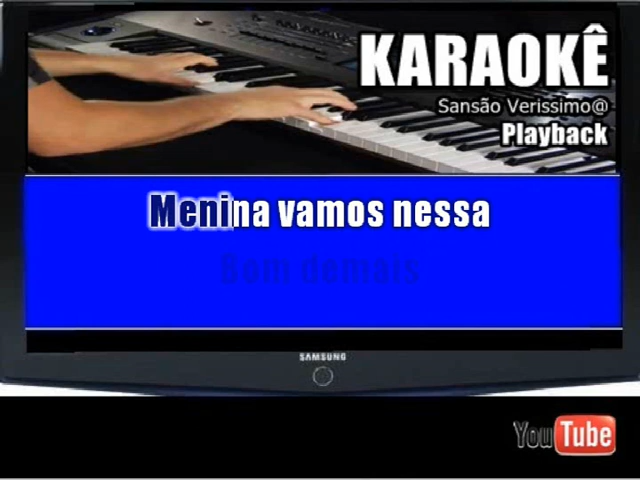 KARAOKÊ
Sansão Verissimo@
Playback
Menina vamos nessa
Bom demais
SAMSUNG
YouTube